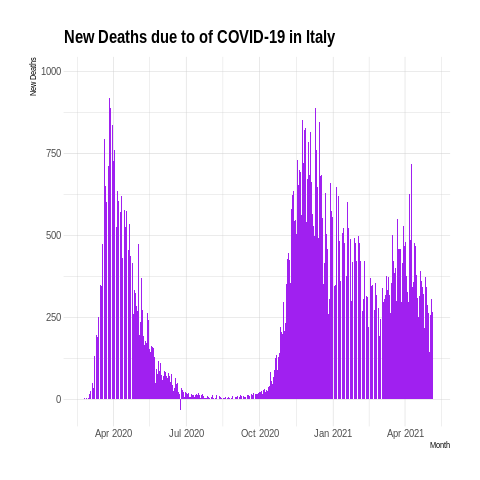 New Deaths due to of COVID-19 in Italy
New Deaths
1000
750
500
250
0
Apr 2020 Jul 2020 Oct 2020 Jan 2021 Apr 2021
Month